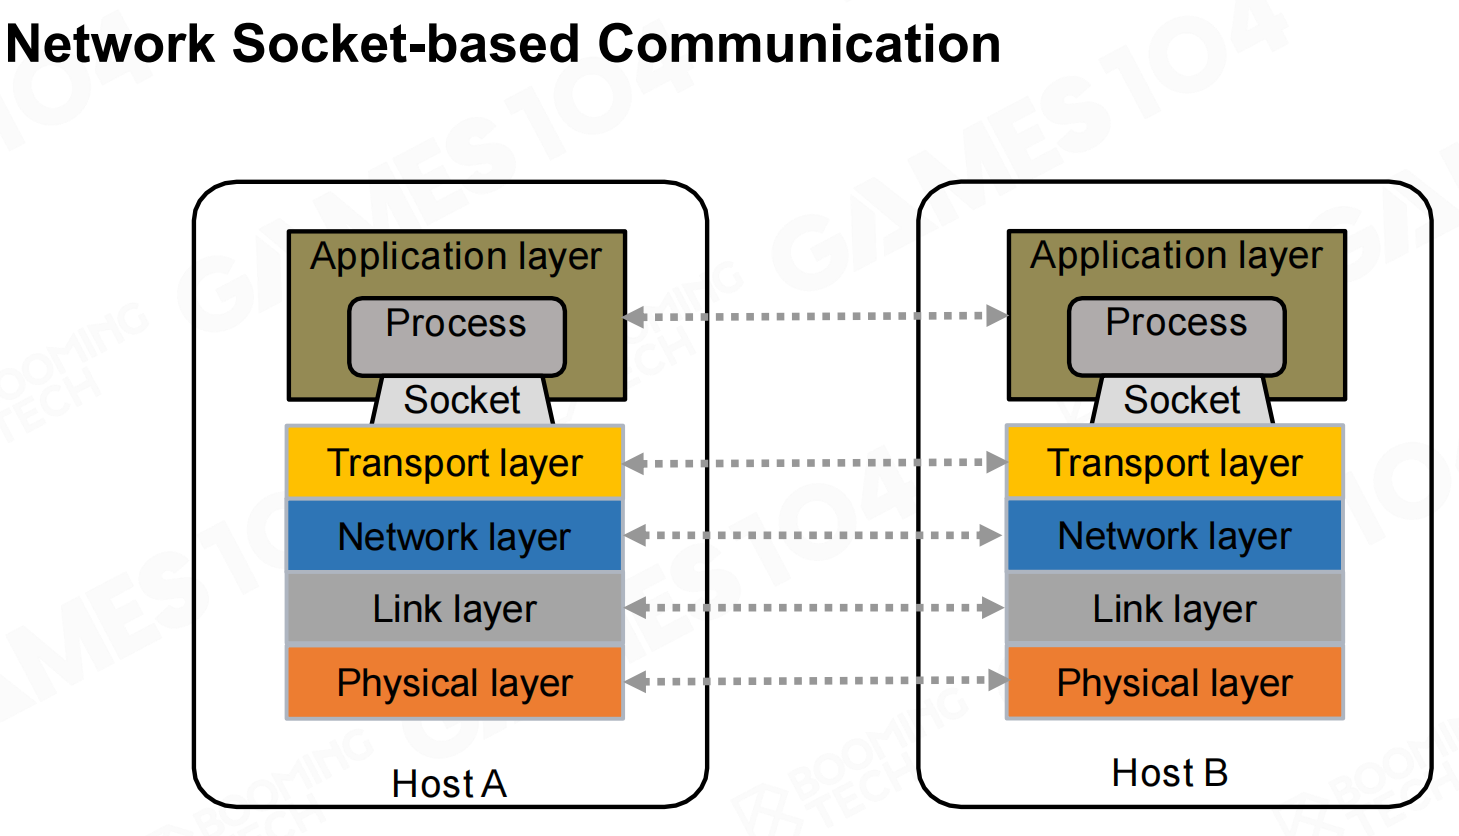 Network Socket-based Communication
Application layer
Process
Socket
Transport layer
Network layer
Link layer
Physical layer
Host A
Application layer
Process
Socket
Transport layer
Network layer
Link layer
Physical layer
Host B
GAMES104
BOOMING
TECH